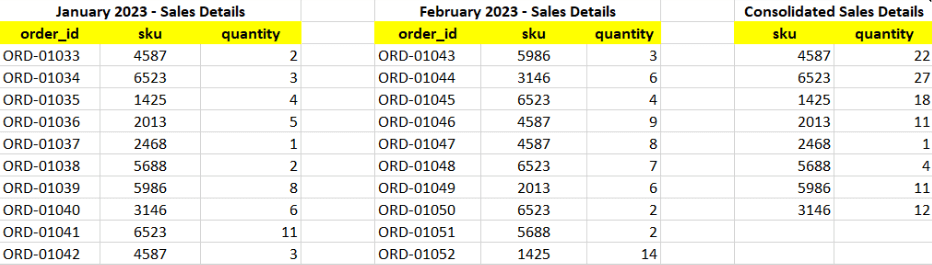 January 2023 - Sales Details February 2023 - Sales Details Consolidated Sales Details
order_id sku quantity order_id sku quantity sku quantity
ORD-01033 4587 2 ORD-01043 5986 3 4587 22
ORD-01034 6523 3 ORD-01044 3146 6 6523 27
ORD-01035 1425 4 ORD-01045 6523 4 1425 18
ORD-01036 2013 5 ORD-01046 4587 9 2013 11
ORD-01037 2468 1 ORD-01047 4587 8 2468 1
ORD-01038 5688 2 ORD-01048 6523 7 5688 4
ORD-01039 5986 8 ORD-01049 2013 6 5986 11
ORD-01040 3146 6 ORD-01050 6523 2 3146 12
ORD-01041 6523 11 ORD-01051 5688 2
ORD-01042 4587 3 ORD-01052 1425 14